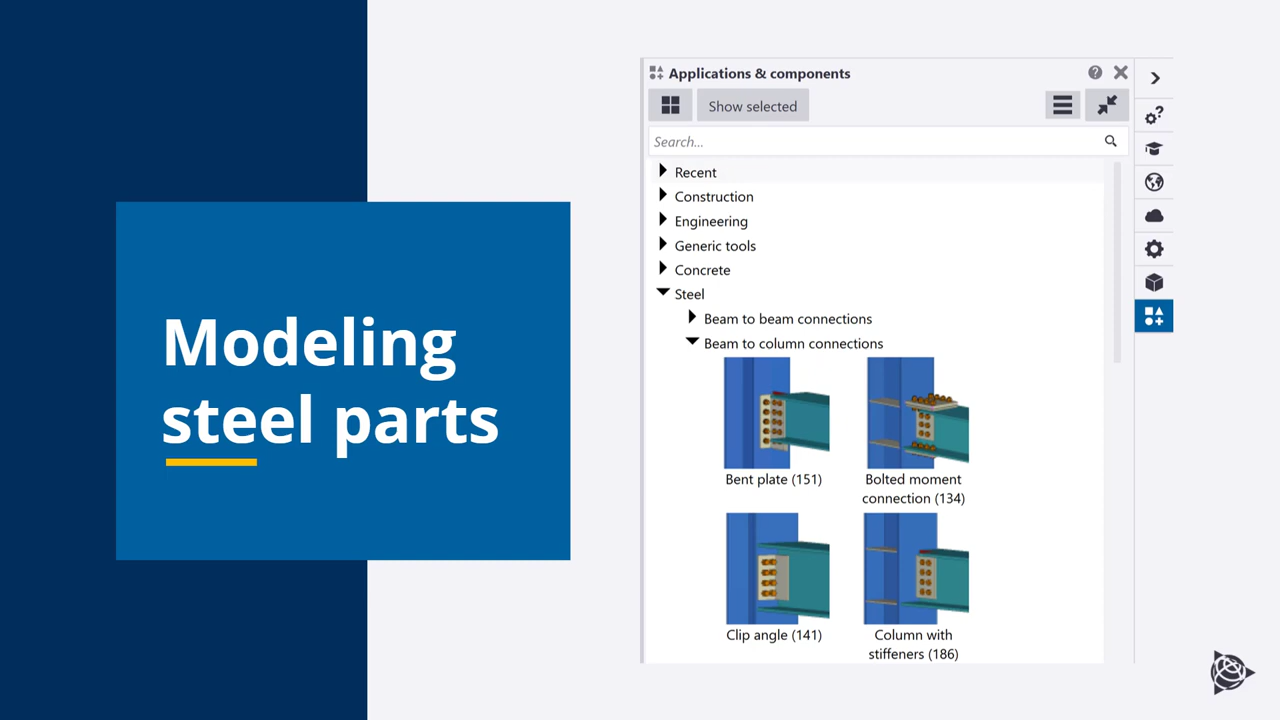 Modeling
steel parts
Applications & components
Show selected
Search...
Recent
Construction
Engineering
Generic tools
Concrete
Steel
Beam to beam connections
Beam to column connections
Bent plate (151)
Bolted moment
connection (134)
Clip angle (141)
Column with
stiffeners (186)